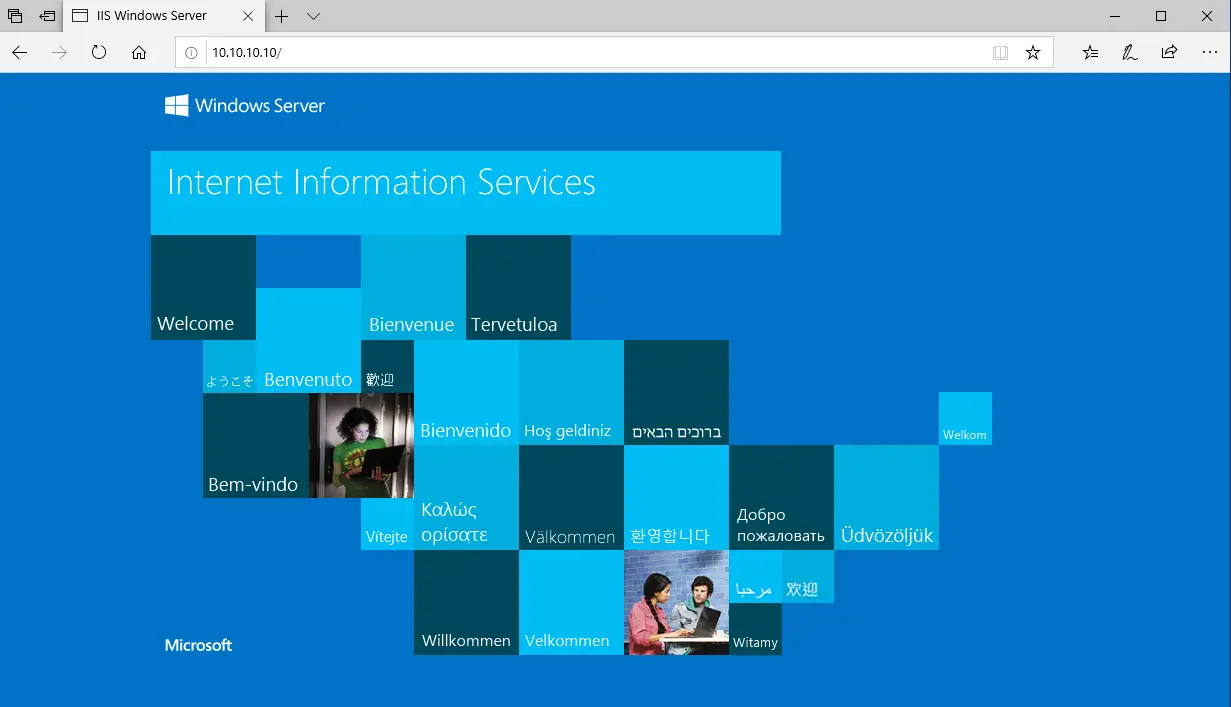 IIS Windows Server
10.10.10.10/
Windows Server
Internet Information Services
Welcome
Bienvenue
Tervetuloa
ようこそ
Benvenuto
歡迎
Bienvenido
Hoş geldiniz
ברוכים הבאים
Welkom
Bem-vindo
Vítejte
Καλώς
ορίσατε
Välkommen
환영합니다
Добро
пожаловать
Üdvözöljük
Willkommen
Velkommen
مرحبا
欢迎
Witamy
Microsoft